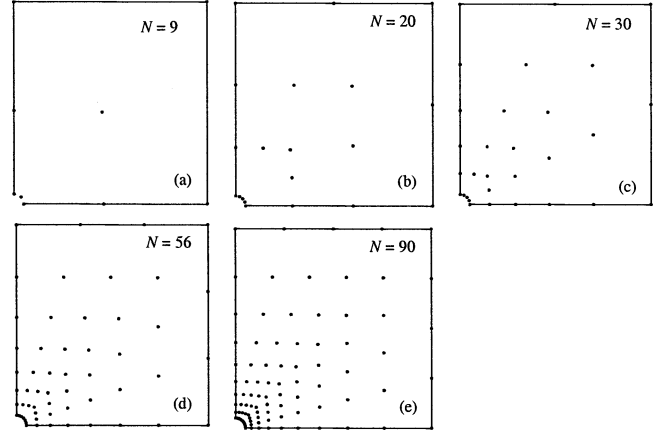 N = 9
(a)
N = 20
(b)
N = 30
(c)
N = 56
(d)
N = 90
(e)